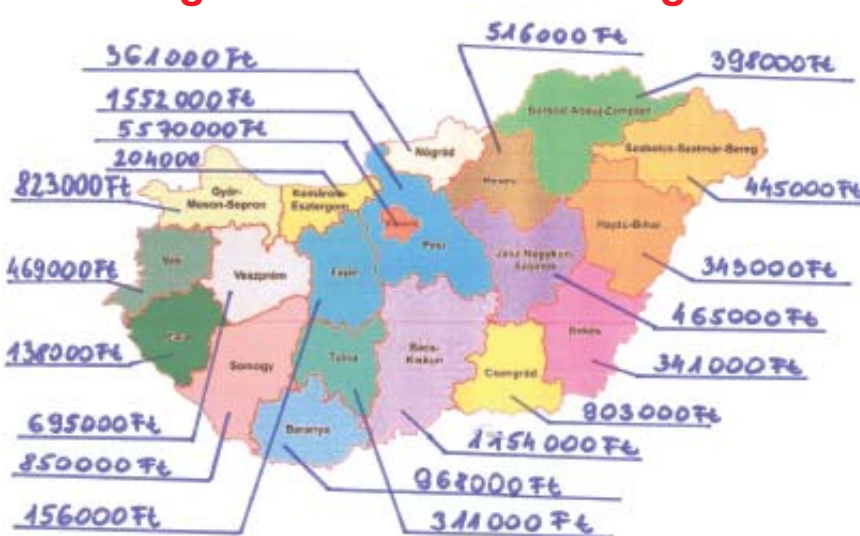 516000Ft
361000Ft
398000Ft
1552000Ft
5570000Ft
204000
823000Ft
Nógrád
Borsod-Abaúj-Zemplén
Szabolcs-Szatmár-Bereg
Győr-
Moson-Sopron
Komárom-
Esztergom
Heves
445000Ft
Pest
Hajdú-Bihar
Vas
Veszprém
Fejér
Jász-Nagykun-
Szolnok
469000Ft
343000Ft
465000Ft
Zala
Somogy
Tolna
Bács-
Kiskun
Békés
Csongrád
138000Ft
341000Ft
803000Ft
695000Ft
Baranya
1154000Ft
850000Ft
968000Ft
156000Ft
311000Ft